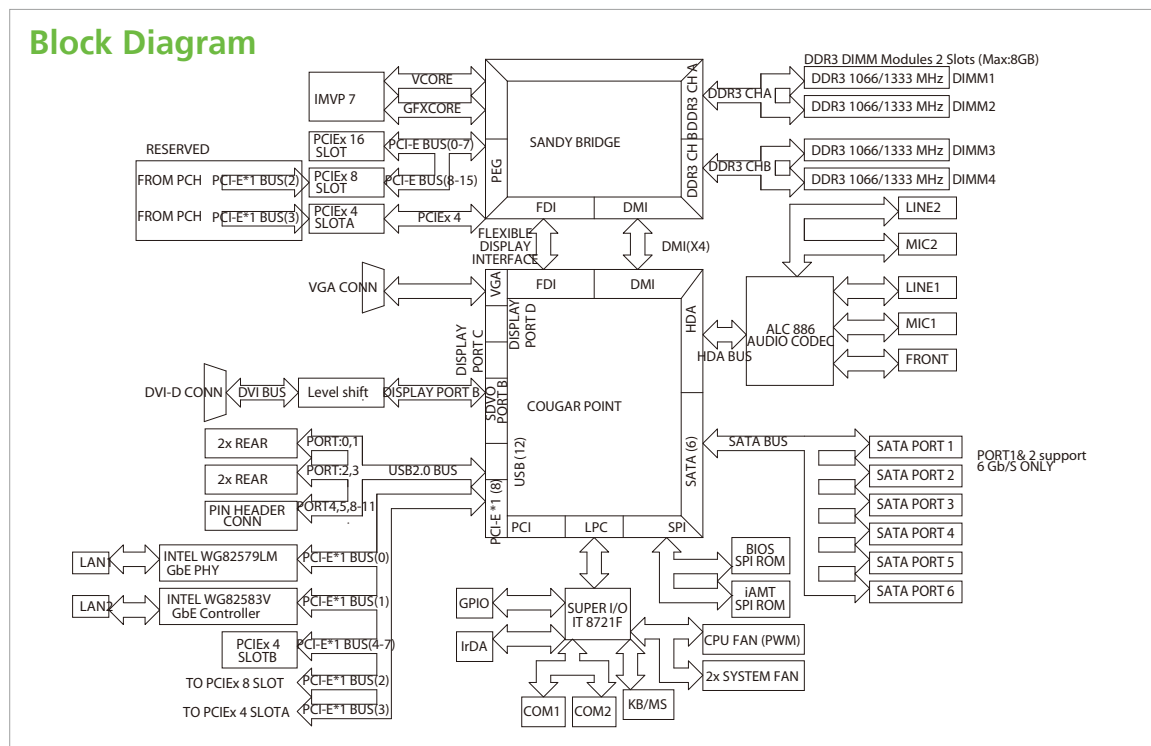 Block Diagram
DDR3 DIMM Modules 2 Slots (Max:8GB)
IMVP 7
VCORE
GFXCORE
SANDY BRIDGE
DDR3 CH A
DDR3 CH B
PEG
FDI
DMI
DDR3 CHA
DDR3 1066/1333 MHz
DIMM1
DDR3 1066/1333 MHz
DIMM2
DDR3 CHB
DDR3 1066/1333 MHz
DIMM3
DDR3 1066/1333 MHz
DIMM4
PCIEx 16
SLOT
PCI-E BUS(0-7)
RESERVED
FROM PCH
PCI-E*1 BUS(2)
PCIEx 8
SLOT
PCI-E BUS(8-15)
FROM PCH
PCI-E*1 BUS(3)
PCIEx 4
SLOTA
PCIEx 4
FLEXIBLE
DISPLAY
INTERFACE
DMI(X4)
LINE2
MIC2
LINE1
MIC1
FRONT
ALC 886
AUDIO CODEC
HDA BUS
VGA CONN
VGA
FDI
DMI
HDA
DISPLAY
PORT D
DISPLAY
PORT C
SDVO
PORT B
COUGAR POINT
DVI-D CONN
DVI BUS
Level shift
DISPLAY PORT B
2x REAR
PORT:0,1
2x REAR
PORT:2,3
USB2.0 BUS
PIN HEADER
CONN
PORT4,5,8-11
USB (12)
PCI-E *1 (8)
PCI
LPC
SPI
SATA (6)
SATA BUS
SATA PORT 1
SATA PORT 2
SATA PORT 3
SATA PORT 4
SATA PORT 5
SATA PORT 6
PORT1& 2 support
6 Gb/S ONLY
LAN1
INTEL WG82579LM
GbE PHY
PCI-E*1 BUS(0)
LAN2
INTEL WG82583V
GbE Controller
PCI-E*1 BUS(1)
PCIEx 4
SLOTB
PCI-E*1 BUS(4-7)
TO PCIEx 8 SLOT
PCI-E*1 BUS(2)
TO PCIEx 4 SLOTA
PCI-E*1 BUS(3)
BIOS
SPI ROM
iAMT
SPI ROM
GPIO
IrDA
SUPER I/O
IT 8721F
CPU FAN (PWM)
2x SYSTEM FAN
COM1
COM2
KB/MS